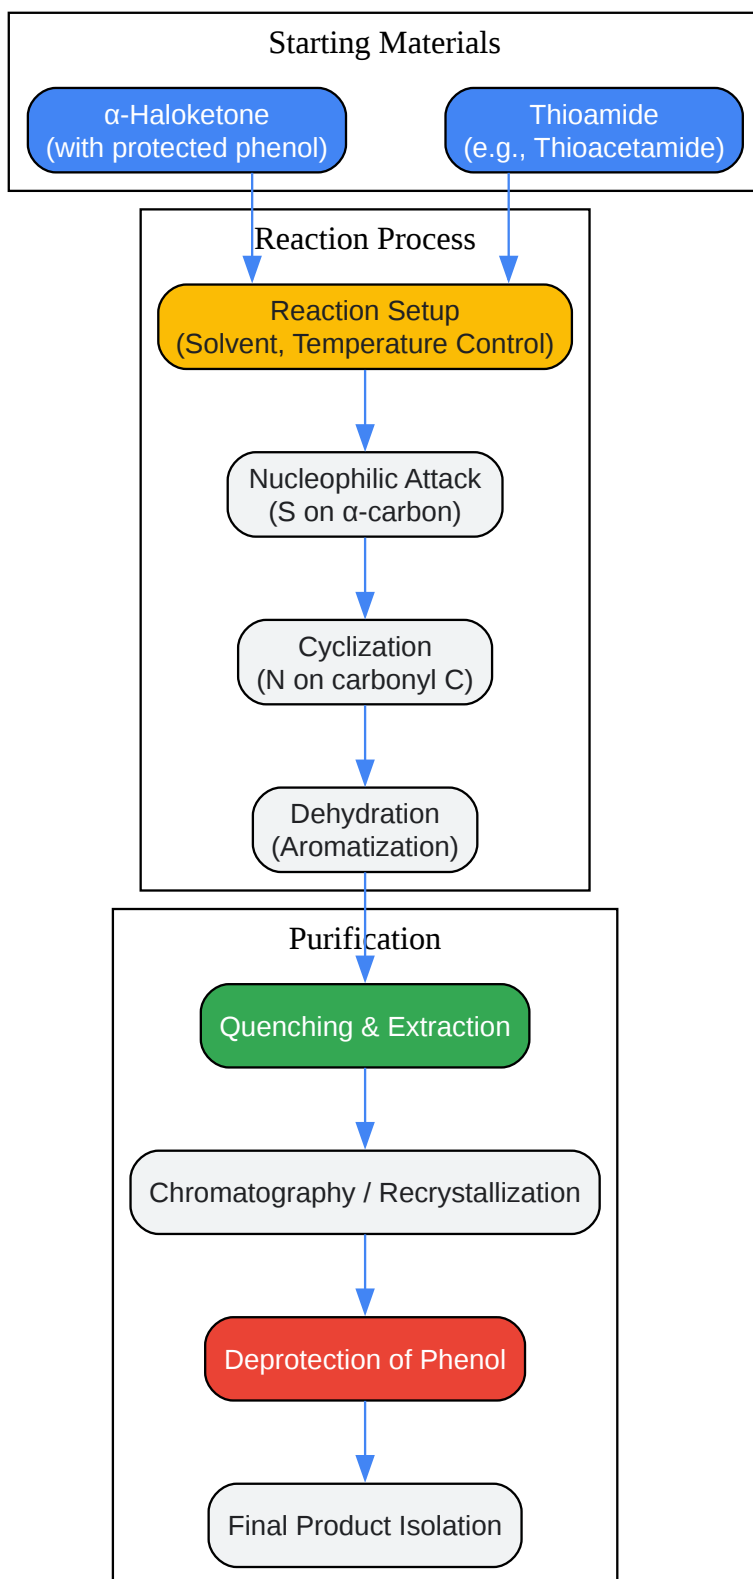 Starting Materials
α-Haloketone
(with protected phenol)
Thioamide
(e.g., Thioacetamide)
Reaction Process
Reaction Setup
(Solvent, Temperature Control)
Nucleophilic Attack
(S on α-carbon)
Cyclization
(N on carbonyl C)
Dehydration
(Aromatization)
Purification
Quenching & Extraction
Chromatography / Recrystallization
Deprotection of Phenol
Final Product Isolation